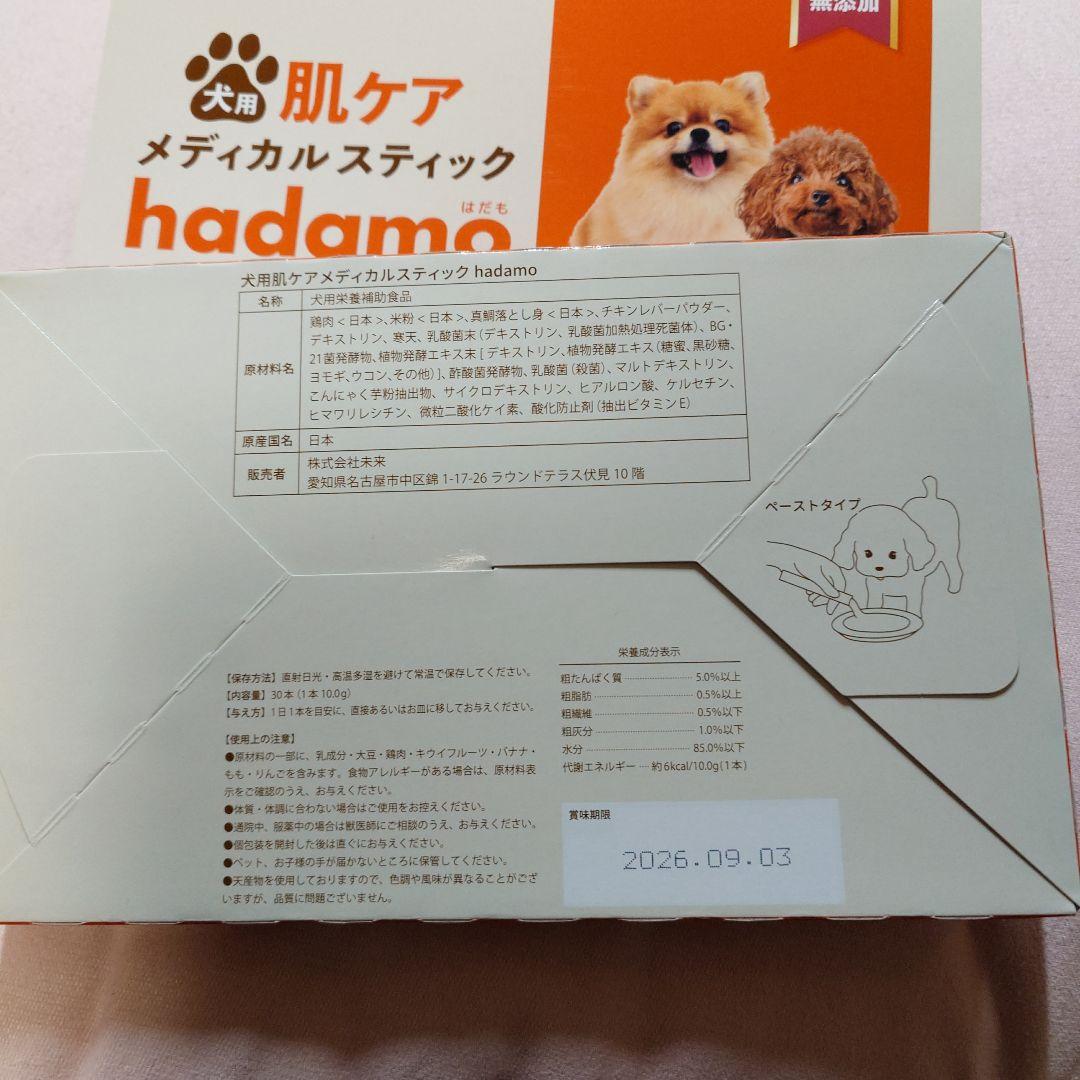 無添加
犬用 肌ケア
メディカル スティック
はだも
hadamo
犬用肌ケアメディカルスティック hadamo
名称 犬用栄養補助食品
原材料名 鶏肉 < 日本 >、米粉 < 日本 >、真鯛落とし身 < 日本 >、チキンレバーパウダー、
デキストリン、寒天、乳酸菌末 (デキストリン、乳酸菌加熱処理死菌体)、BG・
21菌発酵物、植物発酵エキス末 [ デキストリン、植物発酵エキス (糖蜜、黒砂糖、
ヨモギ、ウコン、その他) ]、酢酸菌発酵物、乳酸菌 (殺菌)、マルトデキストリン、
こんにゃく芋粉抽出物、サイクロデキストリン、ヒアルロン酸、ケルセチン、
ヒマワリレシチン、微粒二酸化ケイ素、酸化防止剤 (抽出ビタミンE)
原産国名 日本
販売者 株式会社未来
愛知県名古屋市中区錦 1-17-26 ラウンドテラス伏見 10 階
ペーストタイプ
【保存方法】直射日光・高温多湿を避けて常温で保存してください。
【内容量】30本 (1本 10.0g)
【与え方】1日1本を目安に、直接あるいはお皿に移してお与えください。
【使用上の注意】
●原材料の一部に、乳成分・大豆・鶏肉・キウイフルーツ・バナナ・
もも・りんごを含みます。食物アレルギーがある場合は、原材料表
示をご確認のうえ、お与えください。
●体質・体調に合わない場合はご使用をお控えください。
●通院中、服薬中の場合は獣医師にご相談のうえ、お与えください。
●個包装を開封した後は直ぐにお与えください。
●ペット、お子様の手が届かないところに保管してください。
●天産物を使用しておりますので、色調や風味が異なることがござ
いますが、品質に問題ございません。
栄養成分表示
粗たんぱく質 5.0%以上
粗脂肪 0.5%以上
粗繊維 0.5%以下
粗灰分 1.0%以下
水分 85.0%以下
代謝エネルギー 約6kcal/10.0g(1本)
賞味期限
2026.09.03